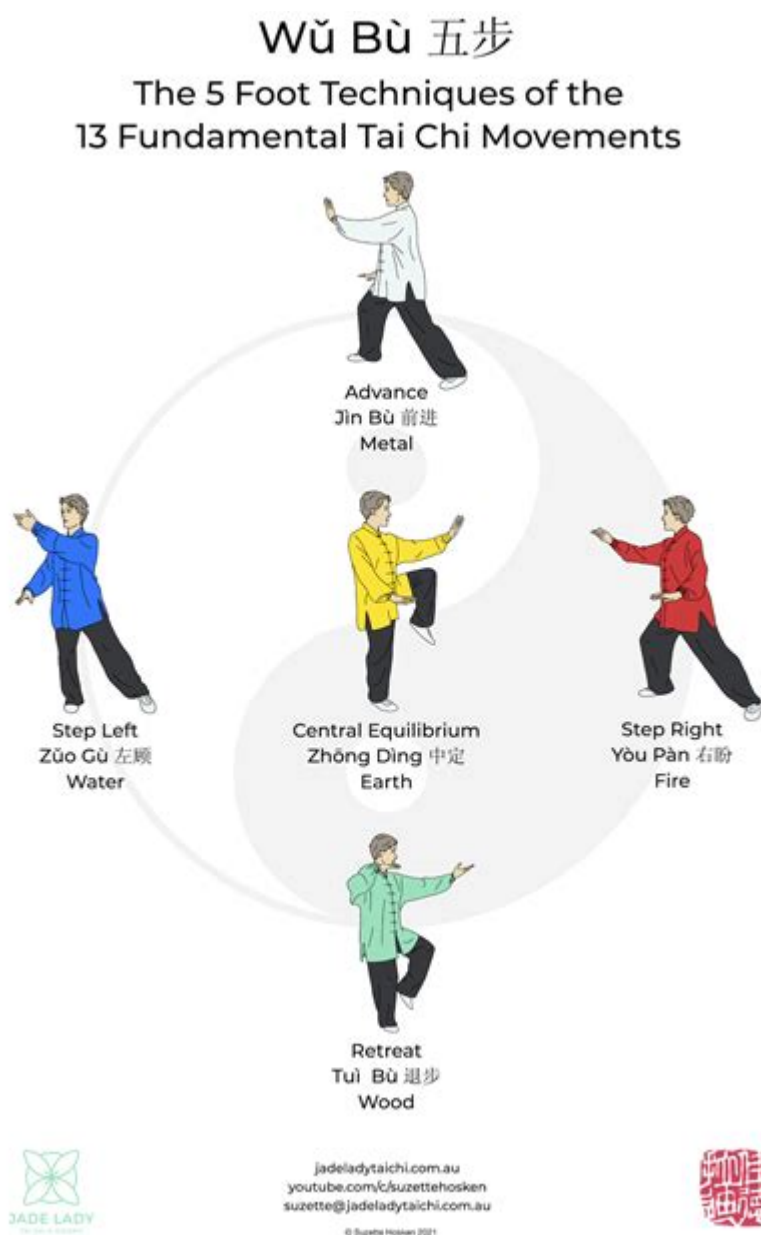 Wǔ Bù 五步
The 5 Foot Techniques of the
13 Fundamental Tai Chi Movements
Advance
Jìn Bù 前进
Metal
Step Left
Zǔo Gù 左顾
Water
Central Equilibrium
Zhōng Dìng 中定
Earth
Step Right
Yòu Pàn 右盼
Fire
Retreat
Tuì Bù 退步
Wood
JADE LADY
jadeladytaichi.com.au
youtube.com/c/suzettehosken
suzette@jadeladytaichi.com.au
© Suzette Hosken 2021